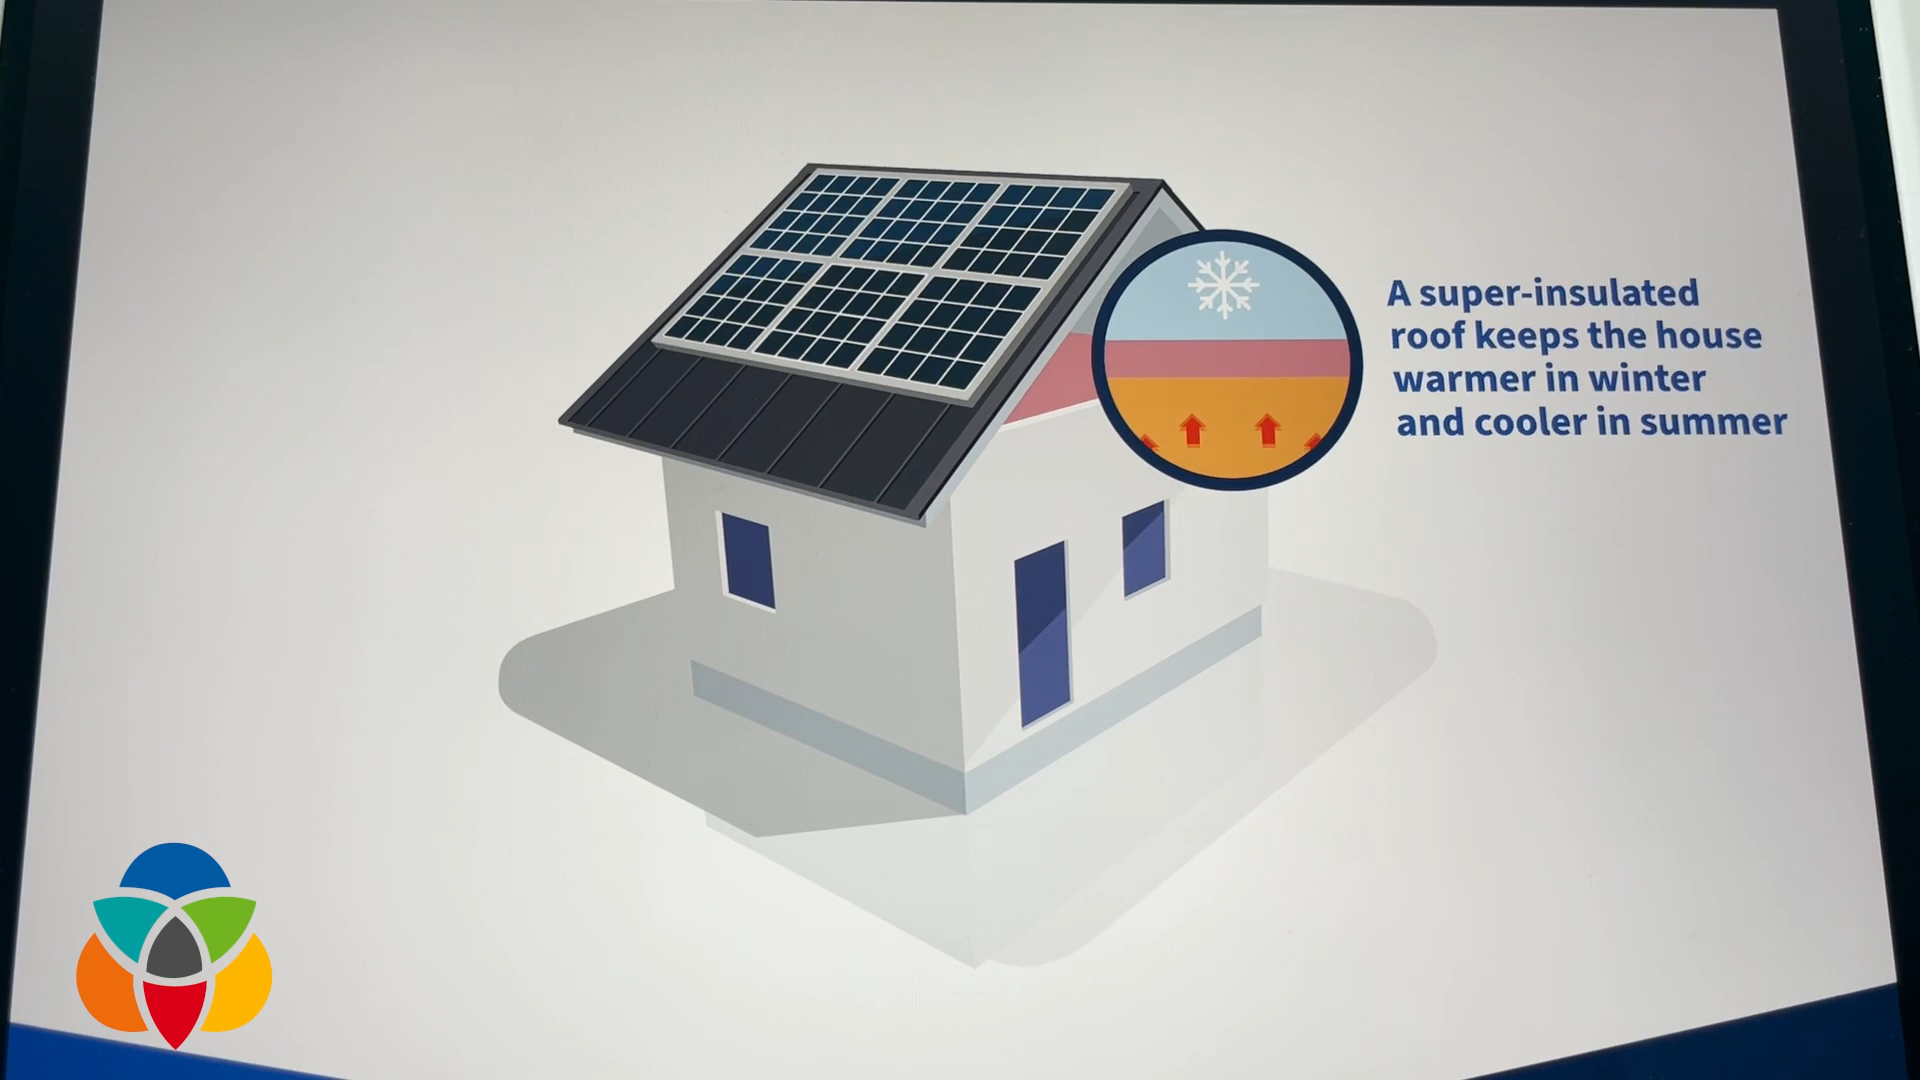 A super-insulated
roof keeps the house
warmer in winter
and cooler in summer